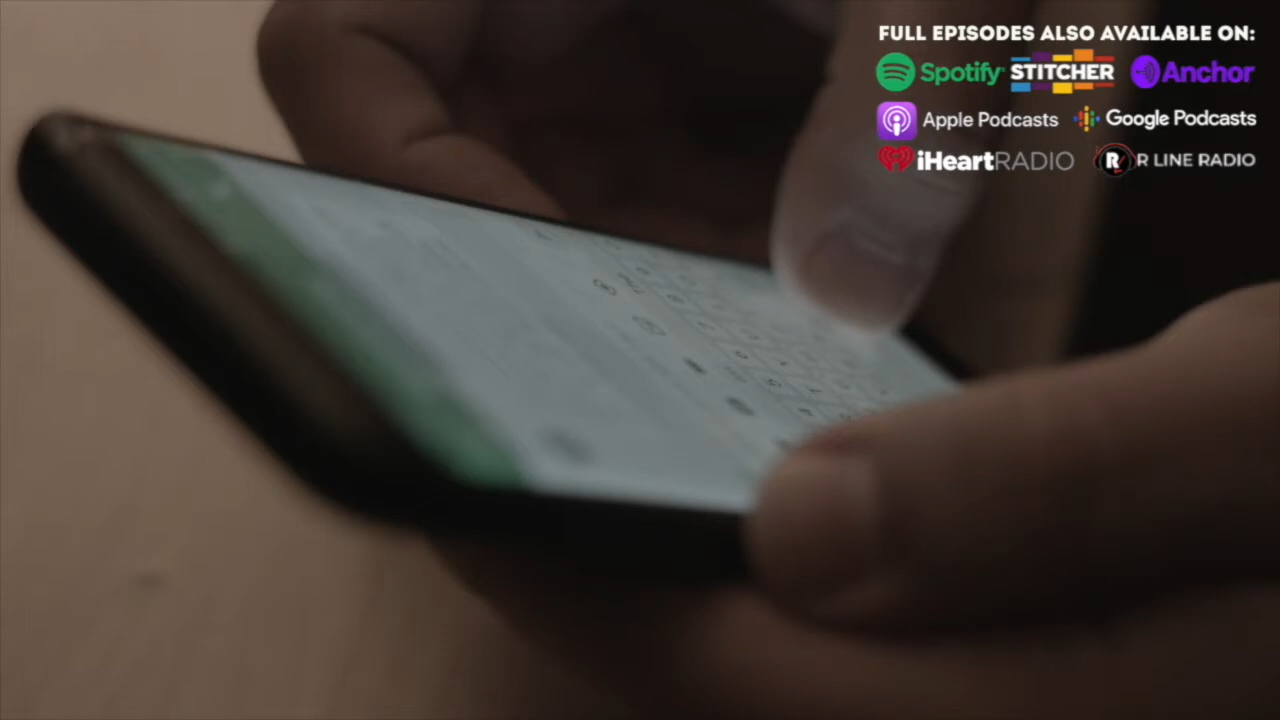 FULL EPISODES ALSO AVAILABLE ON:
Spotify STITCHER Anchor
Apple Podcasts Google Podcasts
iHeartRADIO R R LINE RADIO